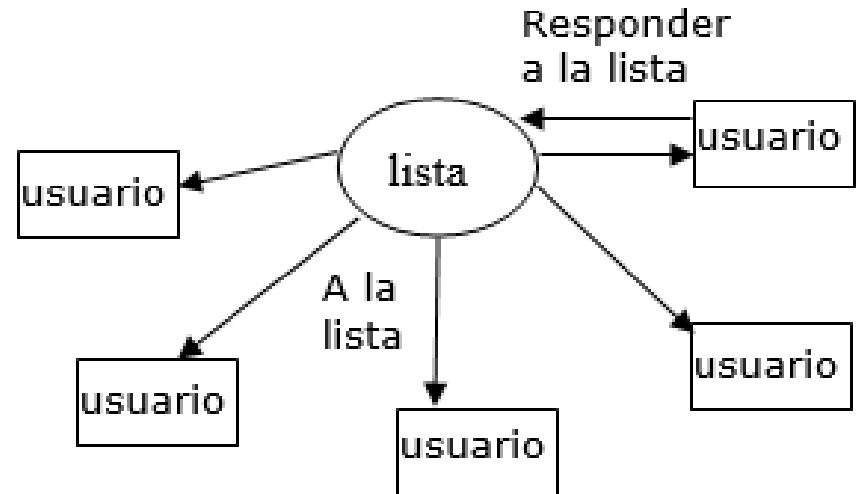 Responder
a la lista
usuario
lista
usuario
A la
lista
usuario
usuario
usuario